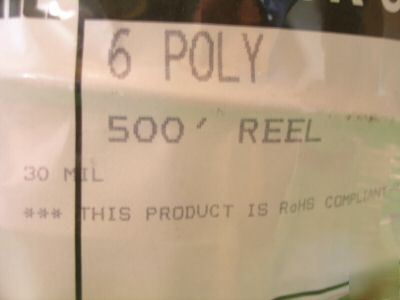 6 POLY
500' REEL
30 MIL
*** THIS PRODUCT IS RoHS COMPLIANT